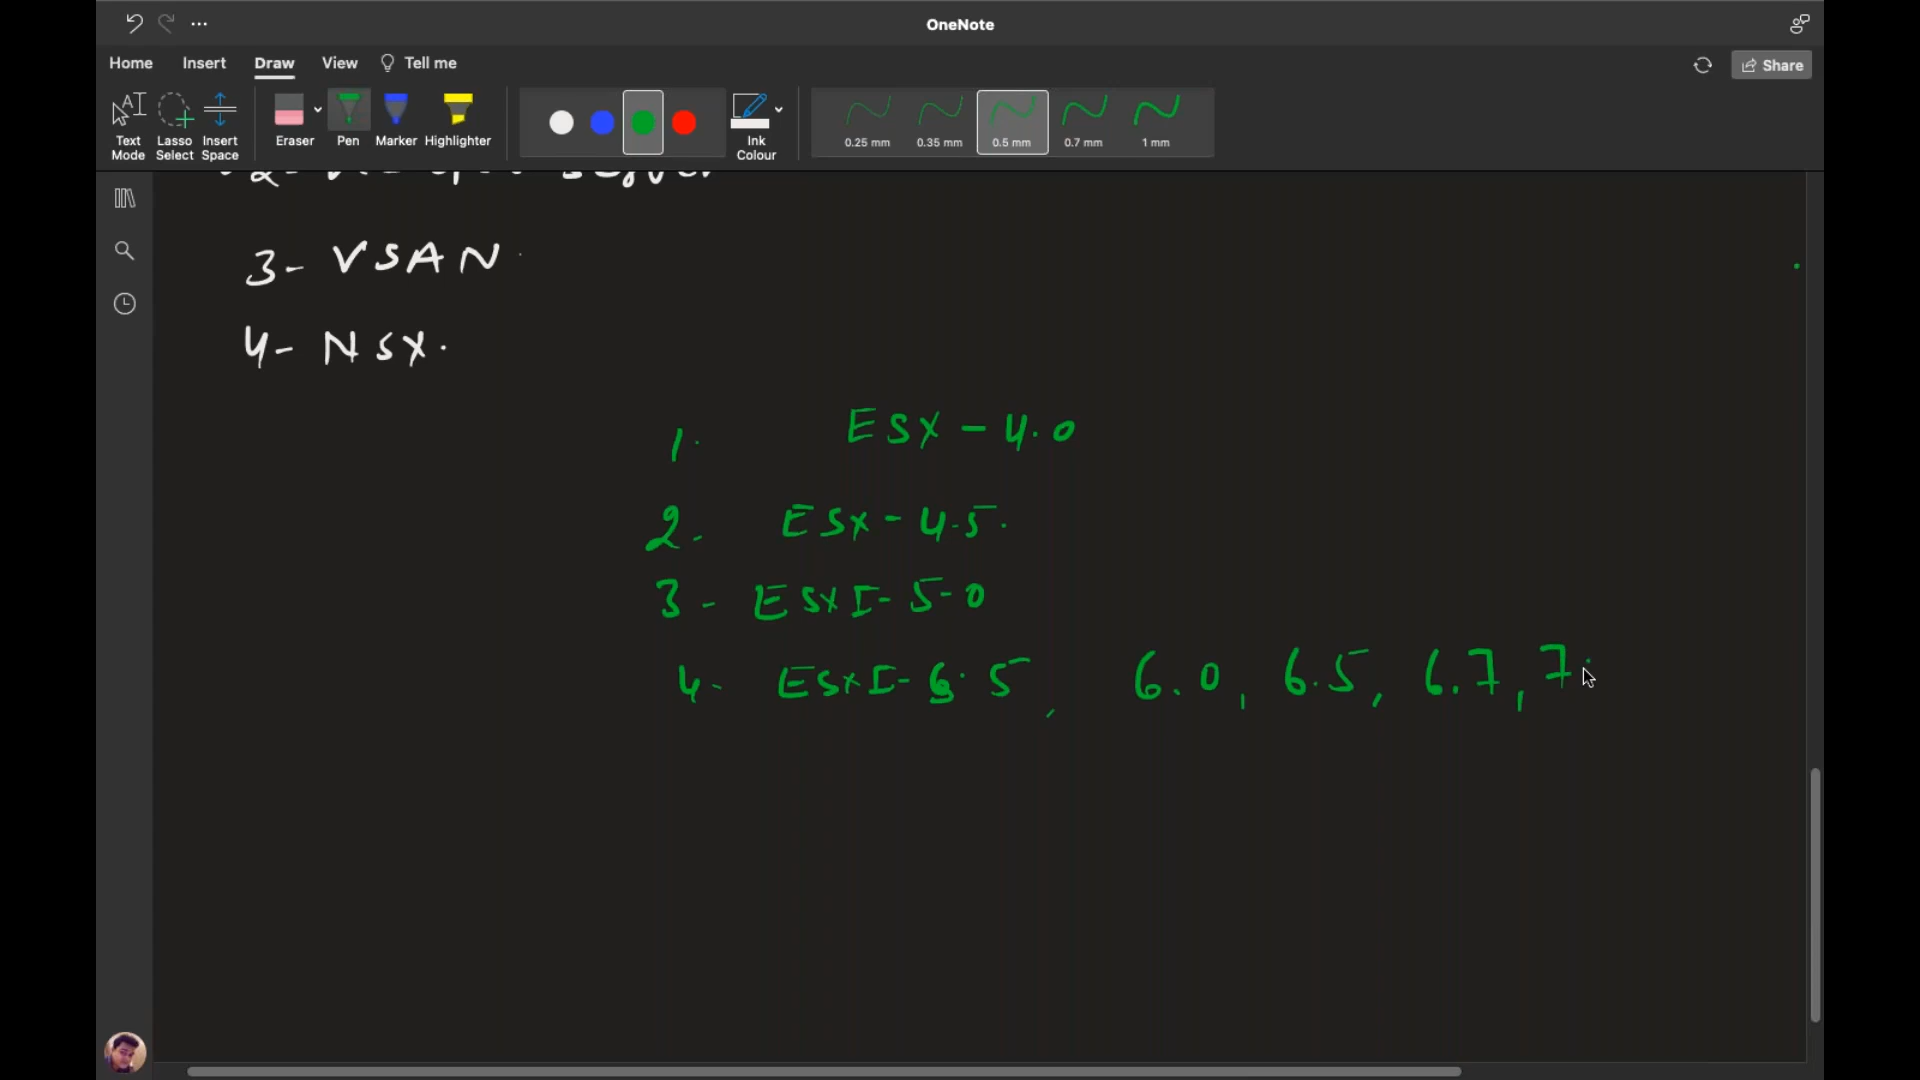 OneNote
Home Insert Draw View Tell me
Share
Text Mode Lasso Select Insert Space Eraser Pen Marker Highlighter Ink Colour 0.25 mm 0.35 mm 0.5 mm 0.7 mm 1 mm
3- VSAN
4- NSX.
1. ESX - 4.0
2- ESX - 4.5.
3- ESXI- 5-0
4- ESXI- 6.5, 6.0, 6.5, 6.7, 7.